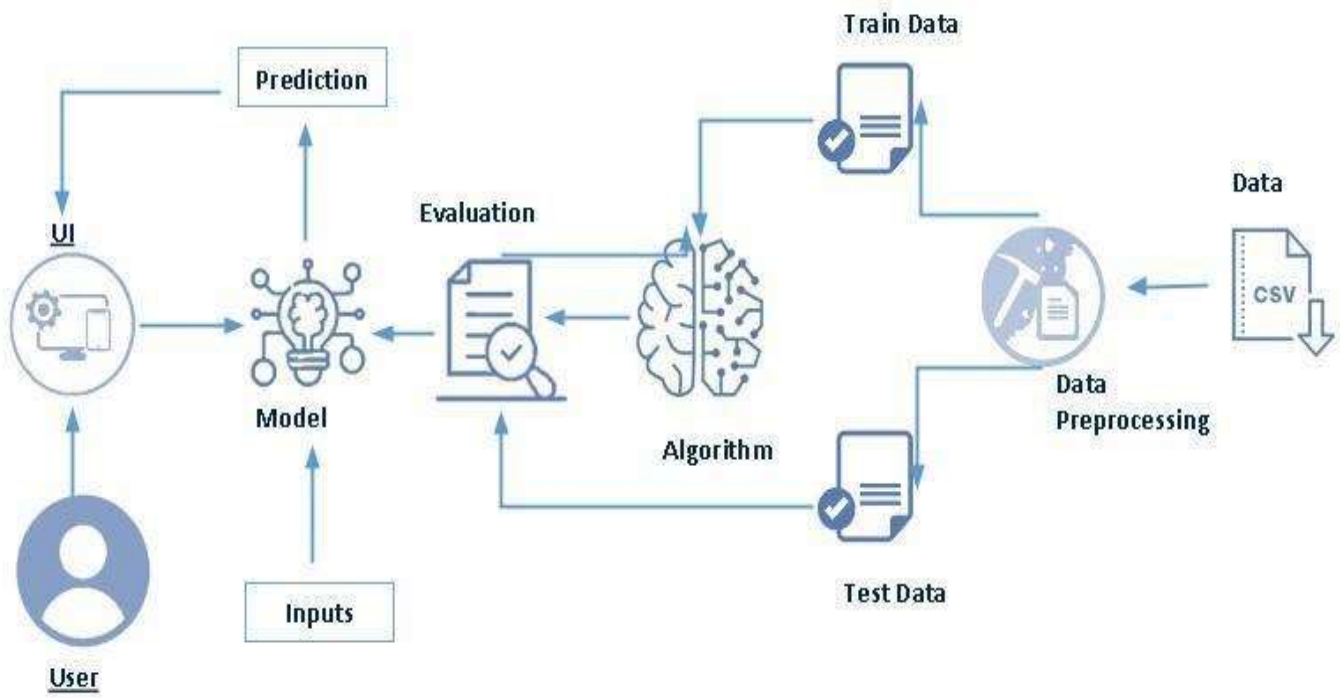 Train Data
Prediction
Data
Evaluation
UI
CSV
Data
Preprocessing
Model
Algorithm
Test Data
Inputs
User